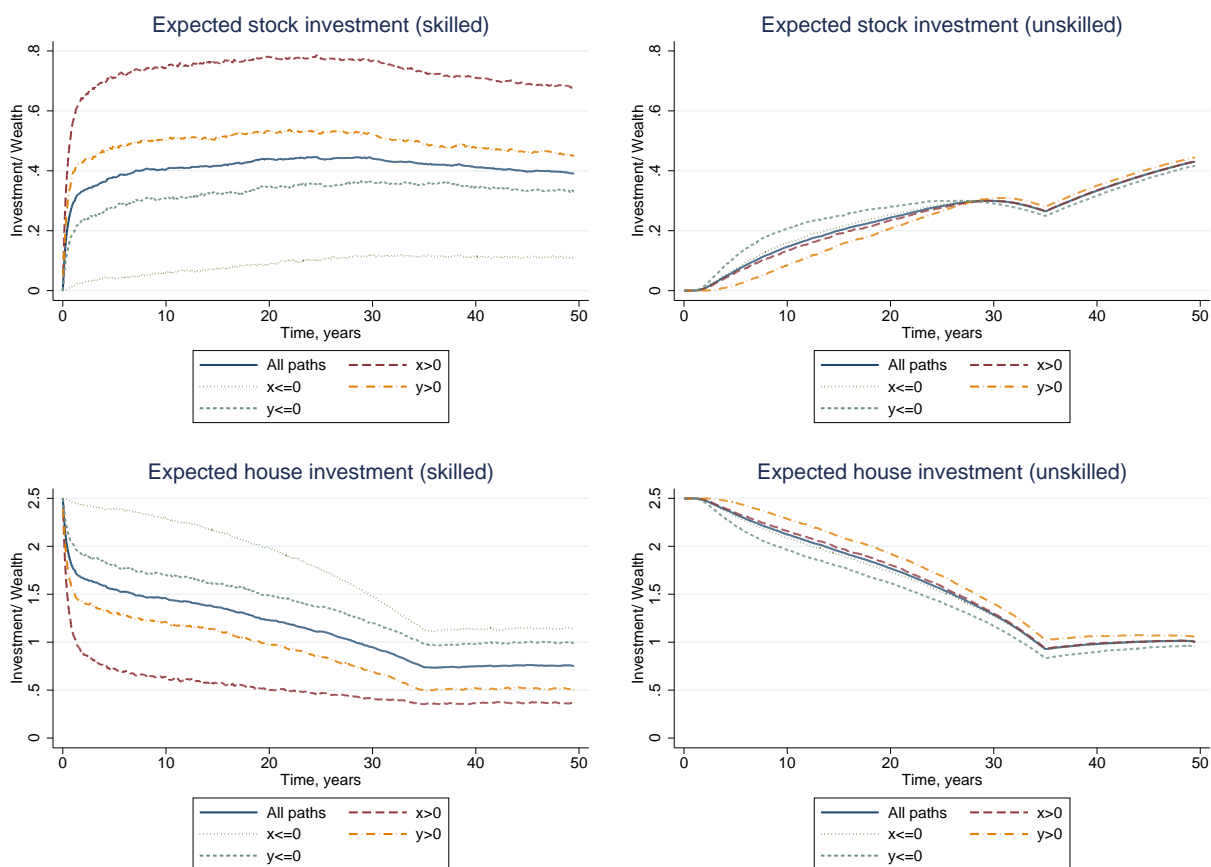 Expected stock investment (skilled)
Investment/ Wealth
0 .2 .4 .6 .8
0 10 20 30 40 50
Time, years
All paths x>0
x<=0 y>0
y<=0
Expected stock investment (unskilled)
Investment/ Wealth
0 .2 .4 .6 .8
0 10 20 30 40 50
Time, years
All paths x>0
x<=0 y>0
y<=0
Expected house investment (skilled)
Investment/ Wealth
0 .5 1 1.5 2 2.5
0 10 20 30 40 50
Time, years
All paths x>0
x<=0 y>0
y<=0
Expected house investment (unskilled)
Investment/ Wealth
0 .5 1 1.5 2 2.5
0 10 20 30 40 50
Time, years
All paths x>0
x<=0 y>0
y<=0